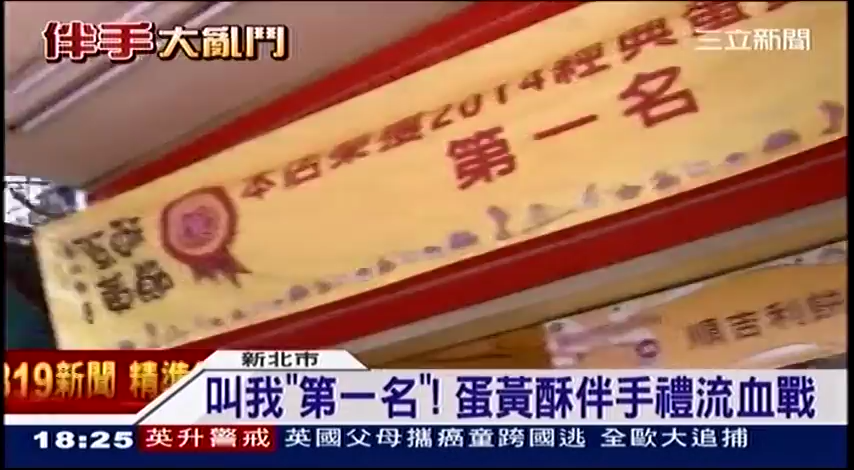 伴手大亂鬥
三立新聞
本店榮獲2014經典蛋黃
第一名
順吉利餅
新北市
319新聞 精準
叫我"第一名"! 蛋黃酥伴手禮流血戰
18:25 英升警戒 英國父母攜癌童跨國逃 全歐大追捕